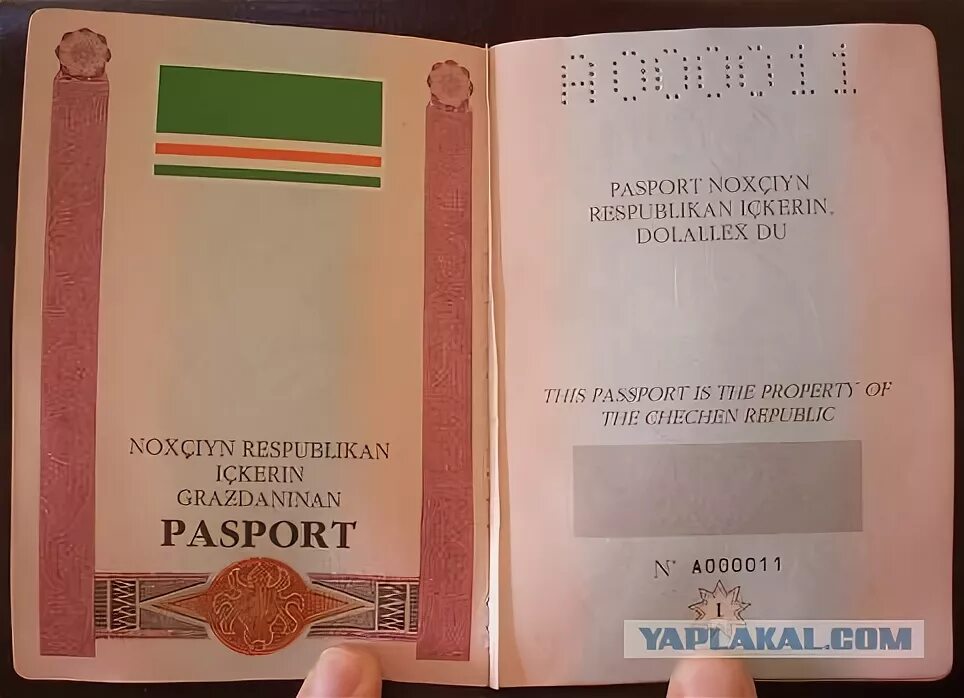 NOXÇIYN RESPUBLIKAN
IÇKERIN
GRAZDANINAN
PASPORT
A000011
PASPORT NOXÇIYN
RESPUBLIKAN IÇKERIN
DOLALLEX DU
THIS PASSPORT IS THE PROPERTY OF
THE CHECHEN REPUBLIC
N° A000011
1
YAPLAKAL.COM